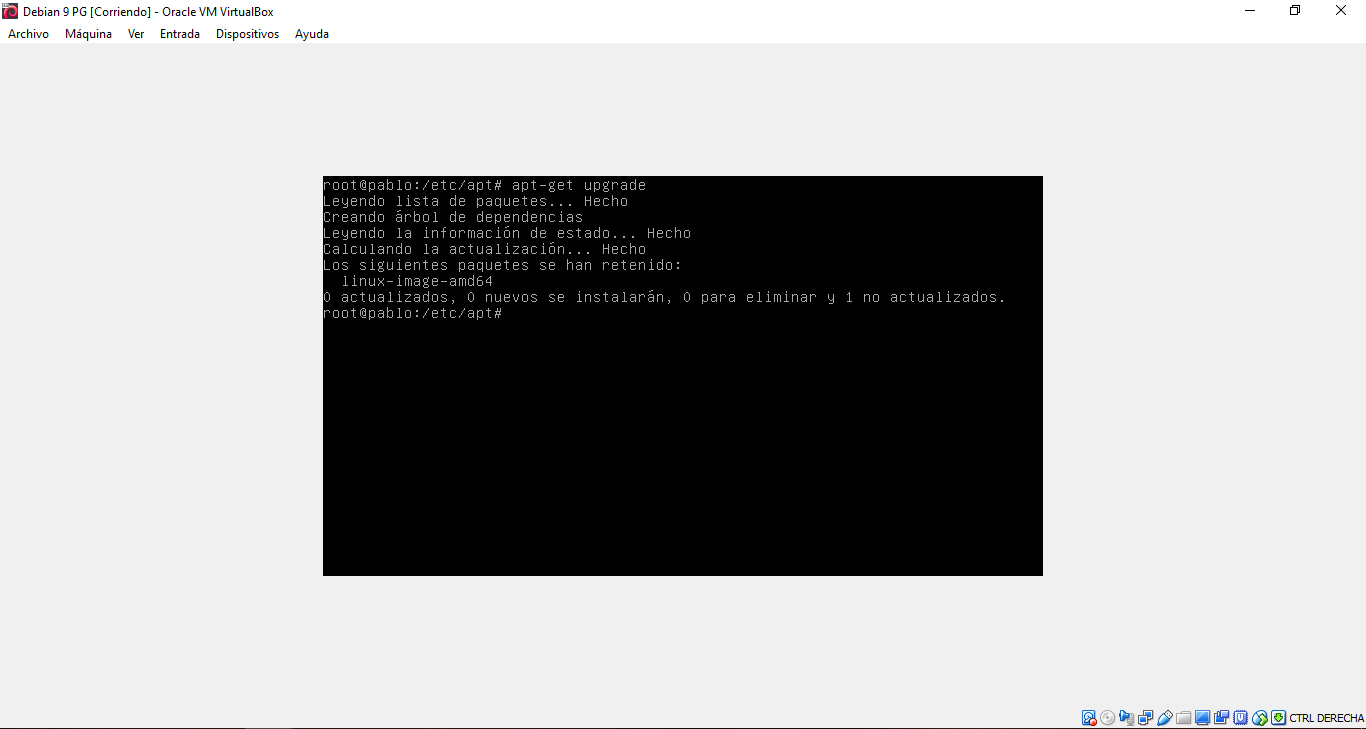 Debian 9 PG [Corriendo] - Oracle VM VirtualBox
Archivo Máquina Ver Entrada Dispositivos Ayuda
root@pablo:/etc/apt# apt-get upgrade
Leyendo lista de paquetes... Hecho
Creando árbol de dependencias
Leyendo la información de estado... Hecho
Calculando la actualización... Hecho
Los siguientes paquetes se han retenido:
  linux-image-amd64
0 actualizados, 0 nuevos se instalarán, 0 para eliminar y 1 no actualizados.
root@pablo:/etc/apt#
CTRL DERECHA